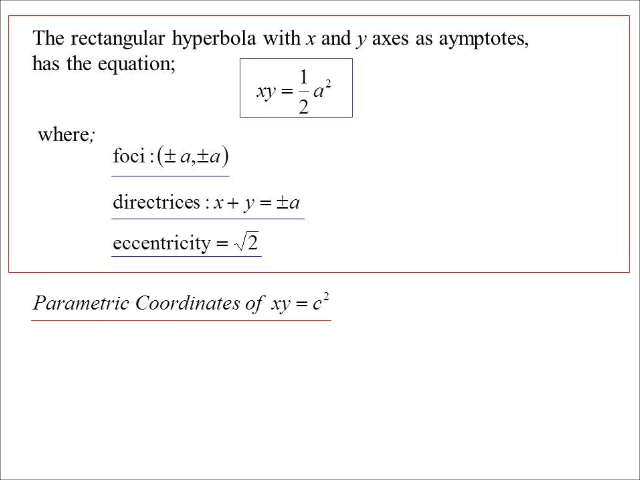 The rectangular hyperbola with x and y axes as aymptotes,
has the equation;
xy = 1/2 a²
where;
foci : (± a,±a)
directrices : x + y = ±a
eccentricity = √2
Parametric Coordinates of xy = c²